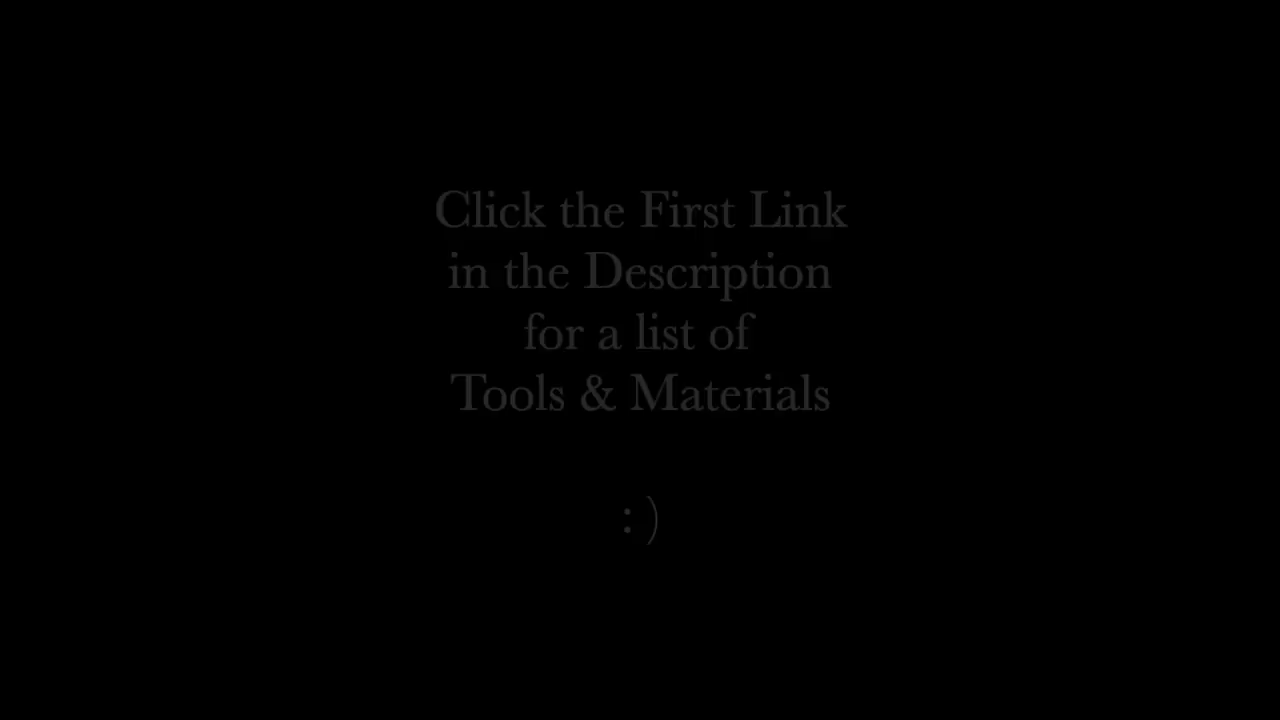 Click the First Link
in the Description
for a list of
Tools & Materials
: )